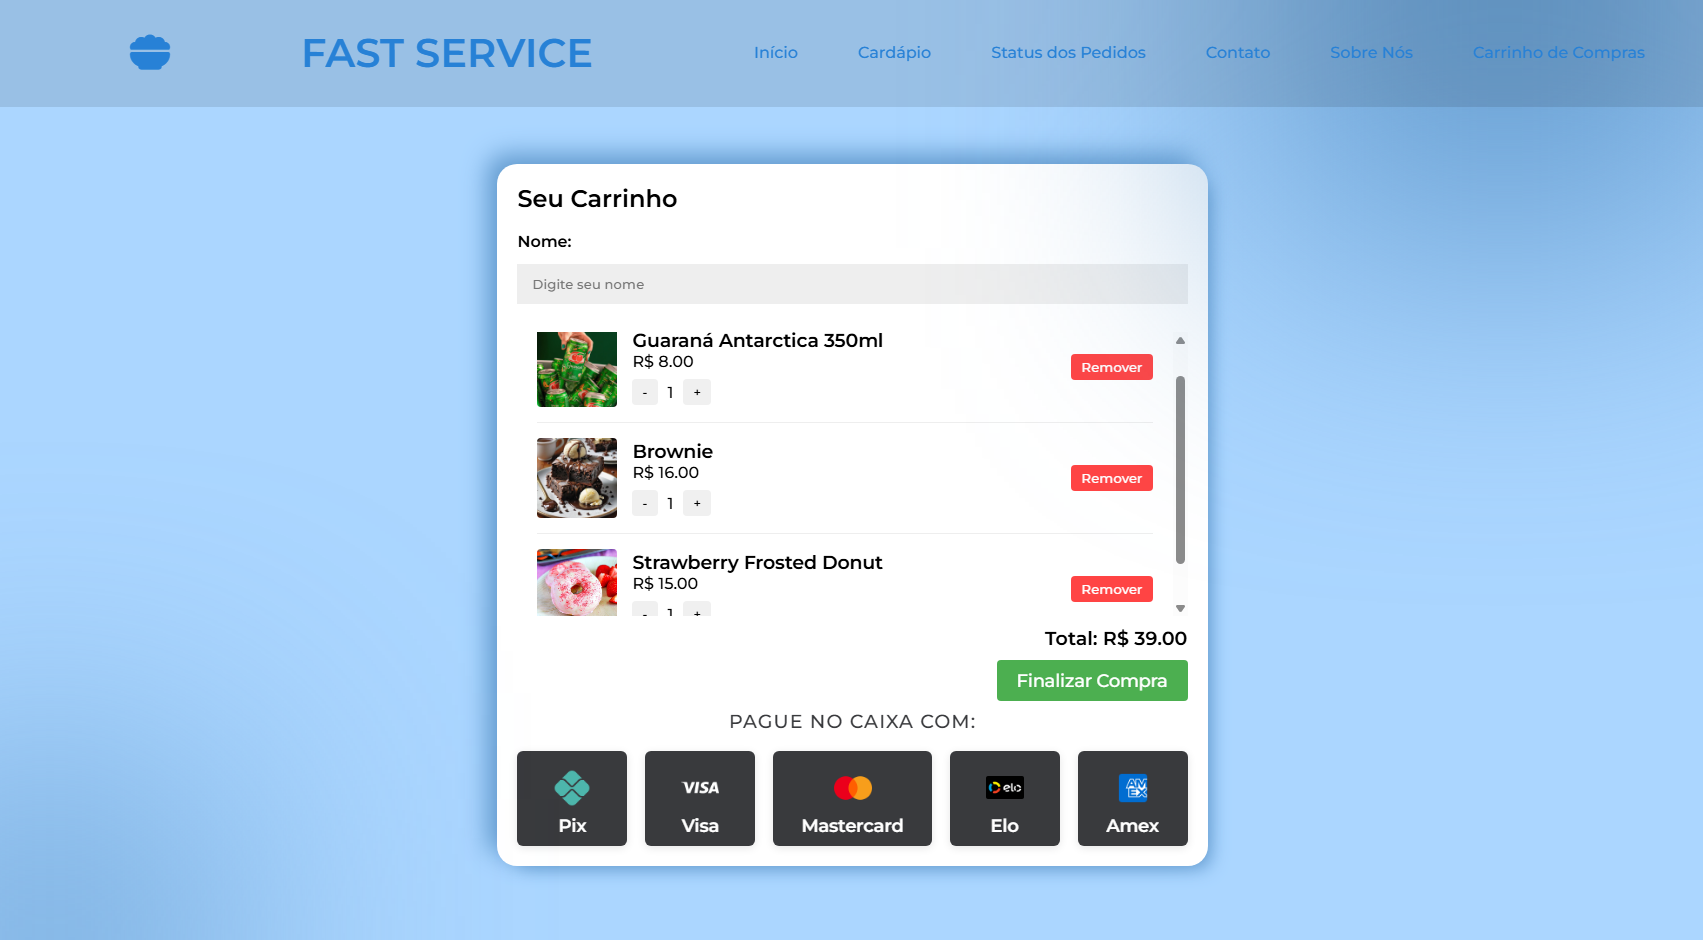 FAST SERVICE
Início Cardápio Status dos Pedidos Contato Sobre Nós Carrinho de Compras
Seu Carrinho
Nome:
Digite seu nome
Guaraná Antarctica 350ml
R$ 8.00
Remover
- 1 +
Brownie
R$ 16.00
Remover
- 1 +
Strawberry Frosted Donut
R$ 15.00
Remover
- 1 +
Total: R$ 39.00
Finalizar Compra
PAGUE NO CAIXA COM:
VISA
elo
AM
EX
Pix Visa Mastercard Elo Amex